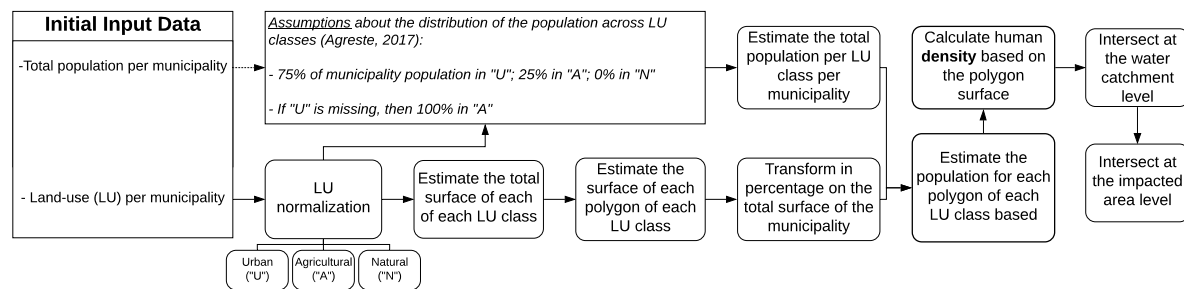 Initial Input Data
-Total population per municipality
- Land-use (LU) per municipality
Assumptions about the distribution of the population across LU
classes (Agreste, 2017):
- 75% of municipality population in "U"; 25% in "A"; 0% in "N"
- If "U" is missing, then 100% in "A"
LU
normalization
Urban
("U")
Agricultural
("A")
Natural
("N")
Estimate the total
surface of each
of each LU class
Estimate the
surface of each
polygon of each
LU class
Estimate the total
population per LU
class per
municipality
Transform in
percentage on the
total surface of the
municipality
Calculate human
density based on
the polygon
surface
Estimate the
population for each
polygon of each
LU class based
Intersect at
the water
catchment
level
Intersect at
the impacted
area level